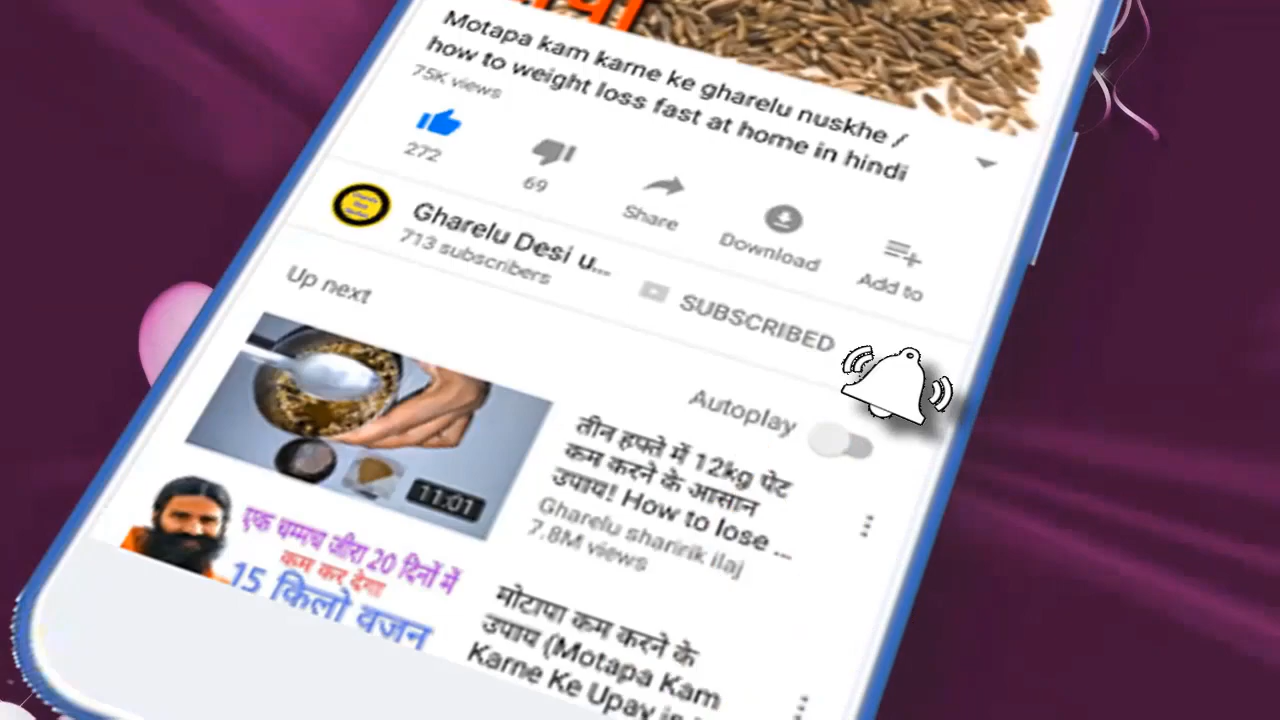 Motapa kam karne ke gharelu nuskhe /
how to weight loss fast at home in hindi
75K views
272
69
Share
Download
Add to
Gharelu Desi u...
713 subscribers
SUBSCRIBED
Up next
Autoplay
11:01
तीन हफ्ते में 12kg पेट
कम करने के आसान
उपाय! How to lose ...
Gharelu sharirik ilaj
7.8M views
एक चम्मच जीरा 20 दिनों में
कम कर देगा
15 किलो वजन
मोटापा कम करने के
उपाय (Motapa Kam
Karne Ke Upay